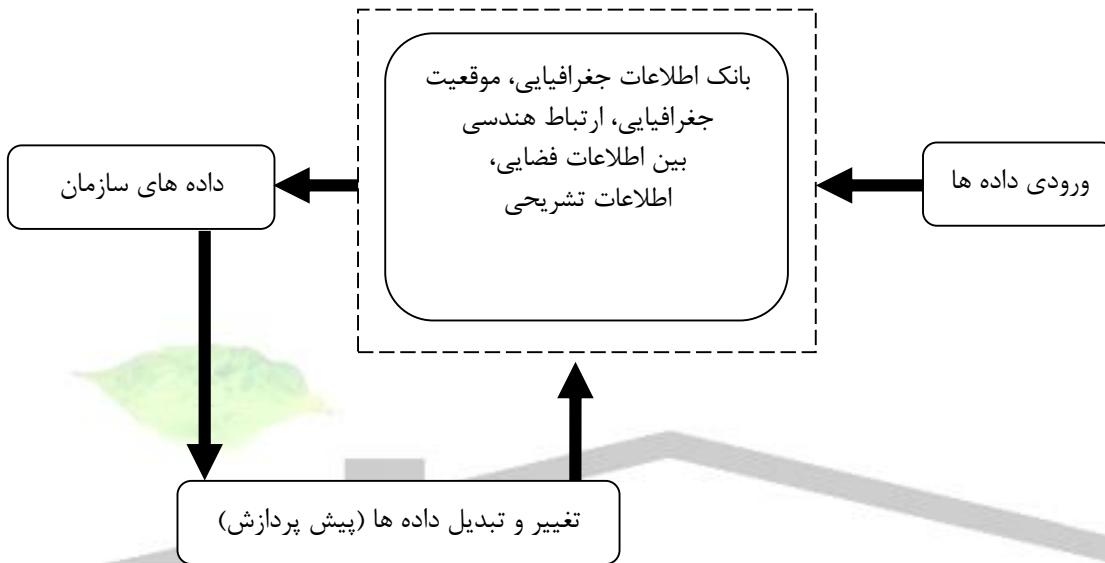 بانک اطلاعات جغرافیایی، موقعیت
جغرافیایی، ارتباط هندسی
بین اطلاعات فضایی،
اطلاعات تشریحی
ورودی داده ها
داده های سازمان
تغییر و تبدیل داده ها (پیش پردازش)